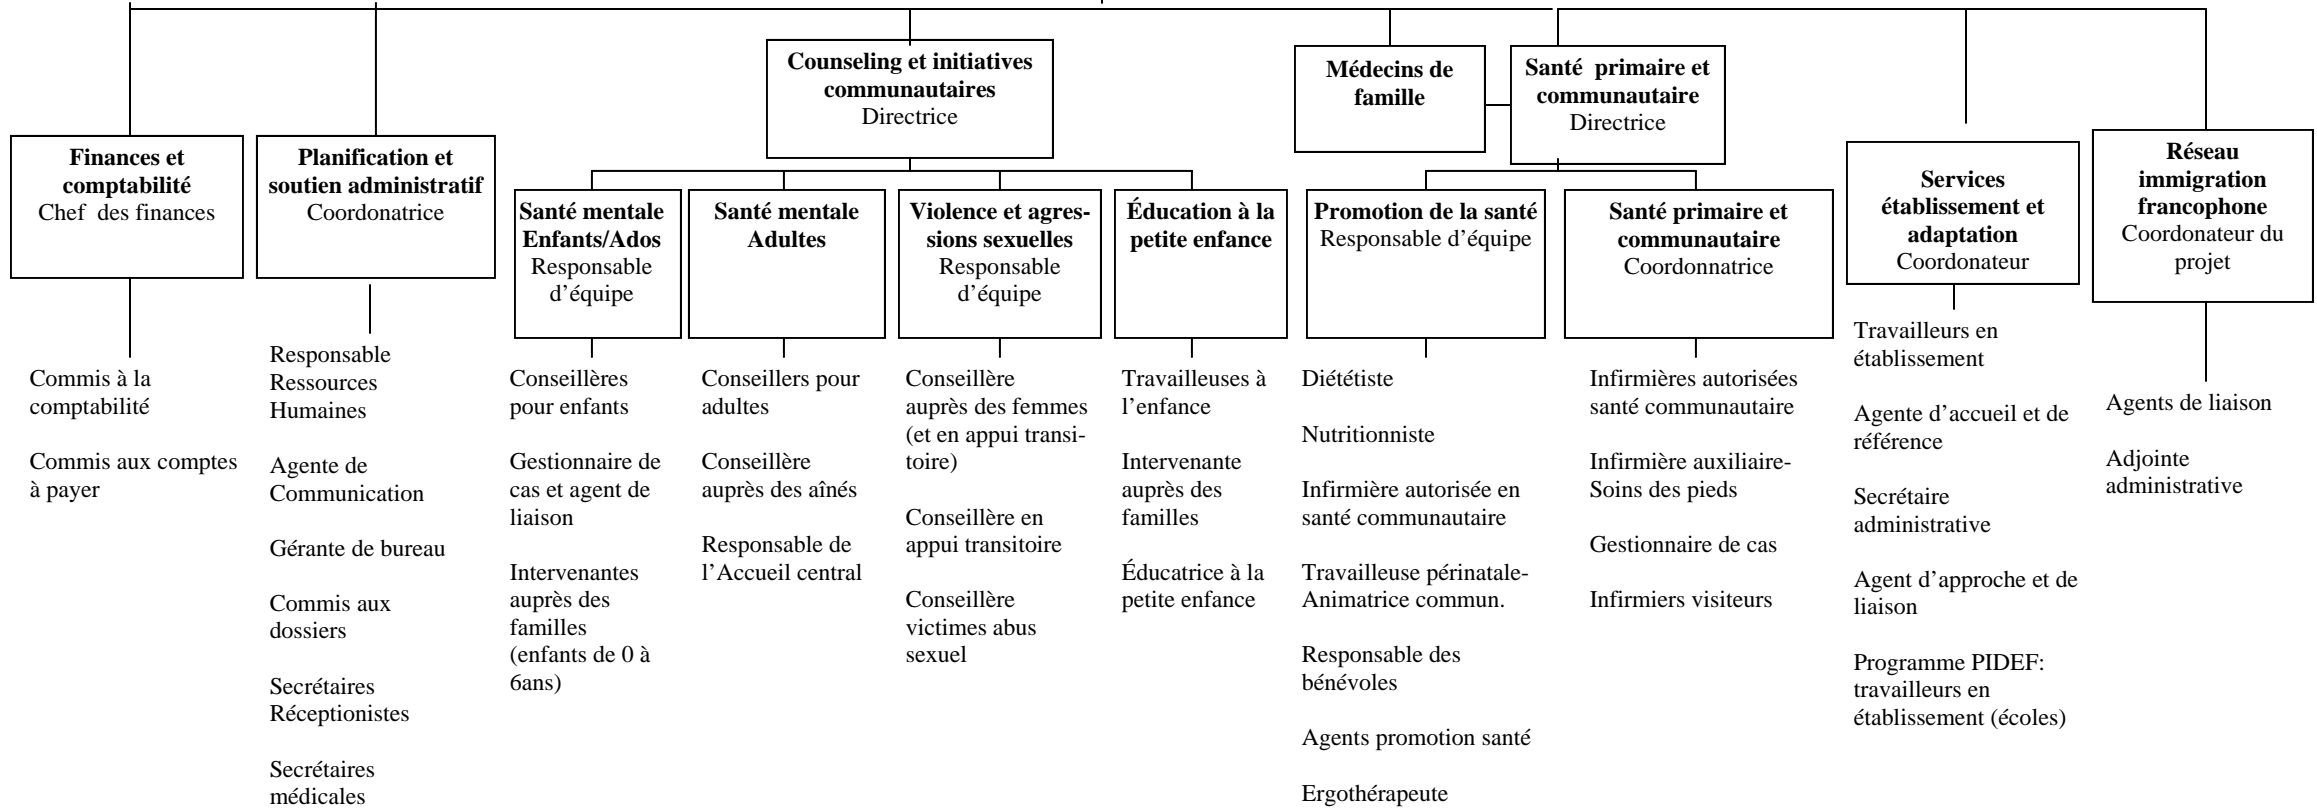 Counseling et initiatives
communautaires
Directrice
Médecins de
famille
Santé primaire et
communautaire
Directrice
Finances et
comptabilité
Chef des finances
Planification et
soutien administratif
Coordonatrice
Santé mentale
Enfants/Ados
Responsable
d’équipe
Santé mentale
Adultes
Violence et agres-
sions sexuelles
Responsable
d’équipe
Éducation à la
petite enfance
Promotion de la santé
Responsable d’équipe
Santé primaire et
communautaire
Coordonnatrice
Services
établissement et
adaptation
Coordonateur
Réseau
immigration
francophone
Coordonateur du
projet
Commis à la
comptabilité
Commis aux comptes
à payer
Responsable
Ressources
Humaines
Agente de
Communication
Gérante de bureau
Commis aux
dossiers
Secrétaires
Réceptionistes
Secrétaires
médicales
Conseillères
pour enfants
Gestionnaire de
cas et agent de
liaison
Intervenantes
auprès des
familles
(enfants de 0 à
6ans)
Conseillers pour
adultes
Conseillère
auprès des aînés
Responsable de
l’Accueil central
Conseillère
auprès des femmes
(et en appui transi-
toire)
Conseillère en
appui transitoire
Conseillère
victimes abus
sexuel
Travailleuses à
l’enfance
Intervenante
auprès des
familles
Éducatrice à la
petite enfance
Diététiste
Nutritionniste
Infirmière autorisée en
santé communautaire
Travailleuse périnatale-
Animatrice commun.
Responsable des
bénévoles
Agents promotion santé
Ergothérapeute
Infirmières autorisées
santé communautaire
Infirmière auxiliaire-
Soins des pieds
Gestionnaire de cas
Infirmiers visiteurs
Travailleurs en
établissement
Agente d’accueil et de
référence
Secrétaire
administrative
Agent d’approche et de
liaison
Programme PIDEF:
travailleurs en
établissement (écoles)
Agents de liaison
Adjointe
administrative